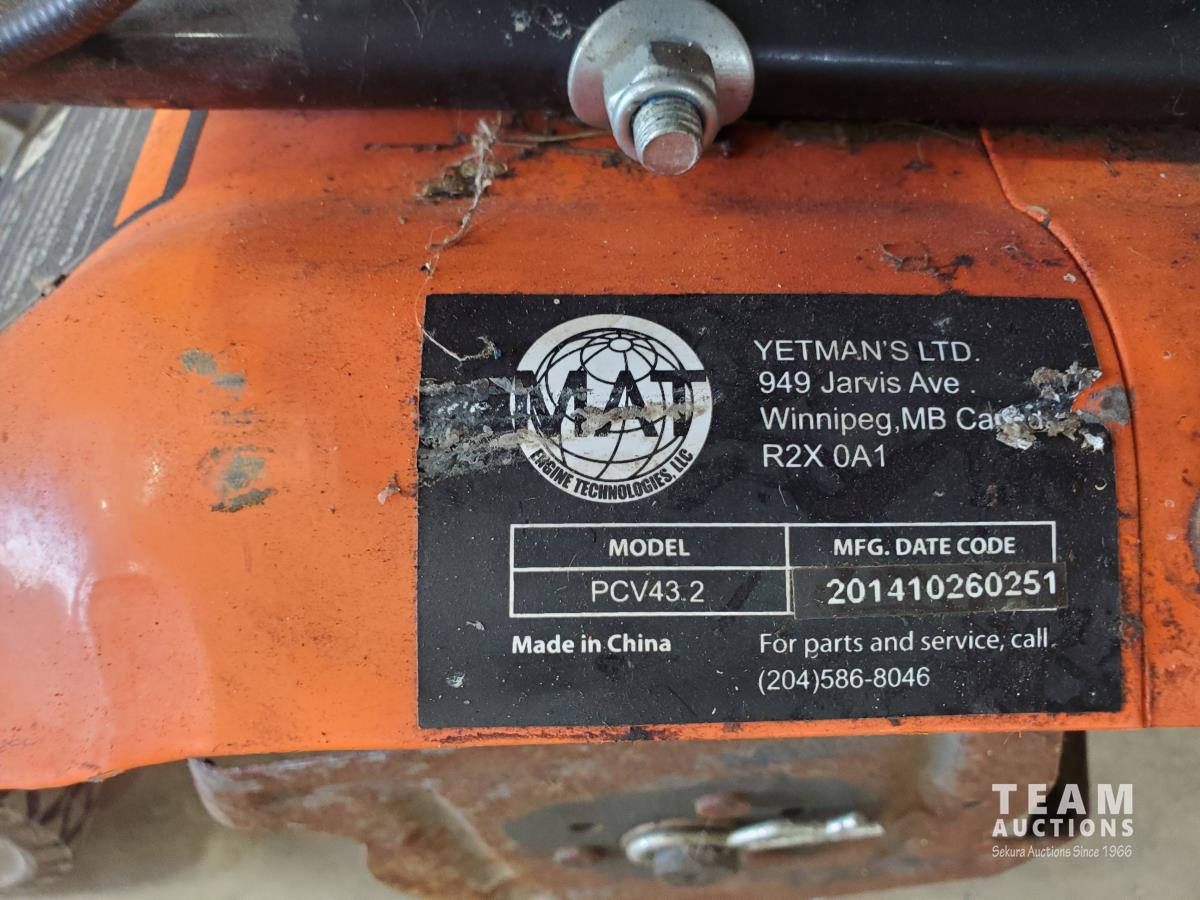 MAT
ENGINE TECHNOLOGIES, LLC
YETMAN'S LTD.
949 Jarvis Ave .
Winnipeg,MB
R2X 0A1
MODEL
MFG. DATE CODE
PCV43.2
201410260251
Made in China
For parts and service, call.
(204)586-8046
TEAM
AUCTIONS
Sekura Auctions Since 1966